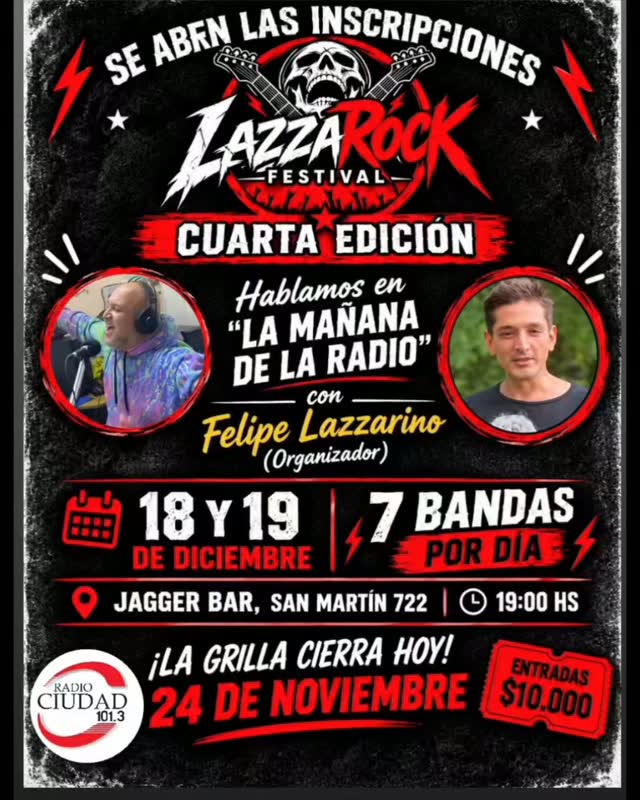 SE ABEN LAS INSCRIPCIONES
LAZZAROCK
FESTIVAL
CUARTA EDICIÓN
Hablamos en
“LA MAÑANA
DE LA RADIO”
con
Felipe Lazzarino
(Organizador)
18 Y 19
DE DICIEMBRE
7 BANDAS
POR DÍA
JAGGER BAR, SAN MARTÍN 722
19:00 HS
¡LA GRILLA CIERRA HOY!
24 DE NOVIEMBRE
ENTRADAS
$10.000
RADIO
CIUDAD
101.3